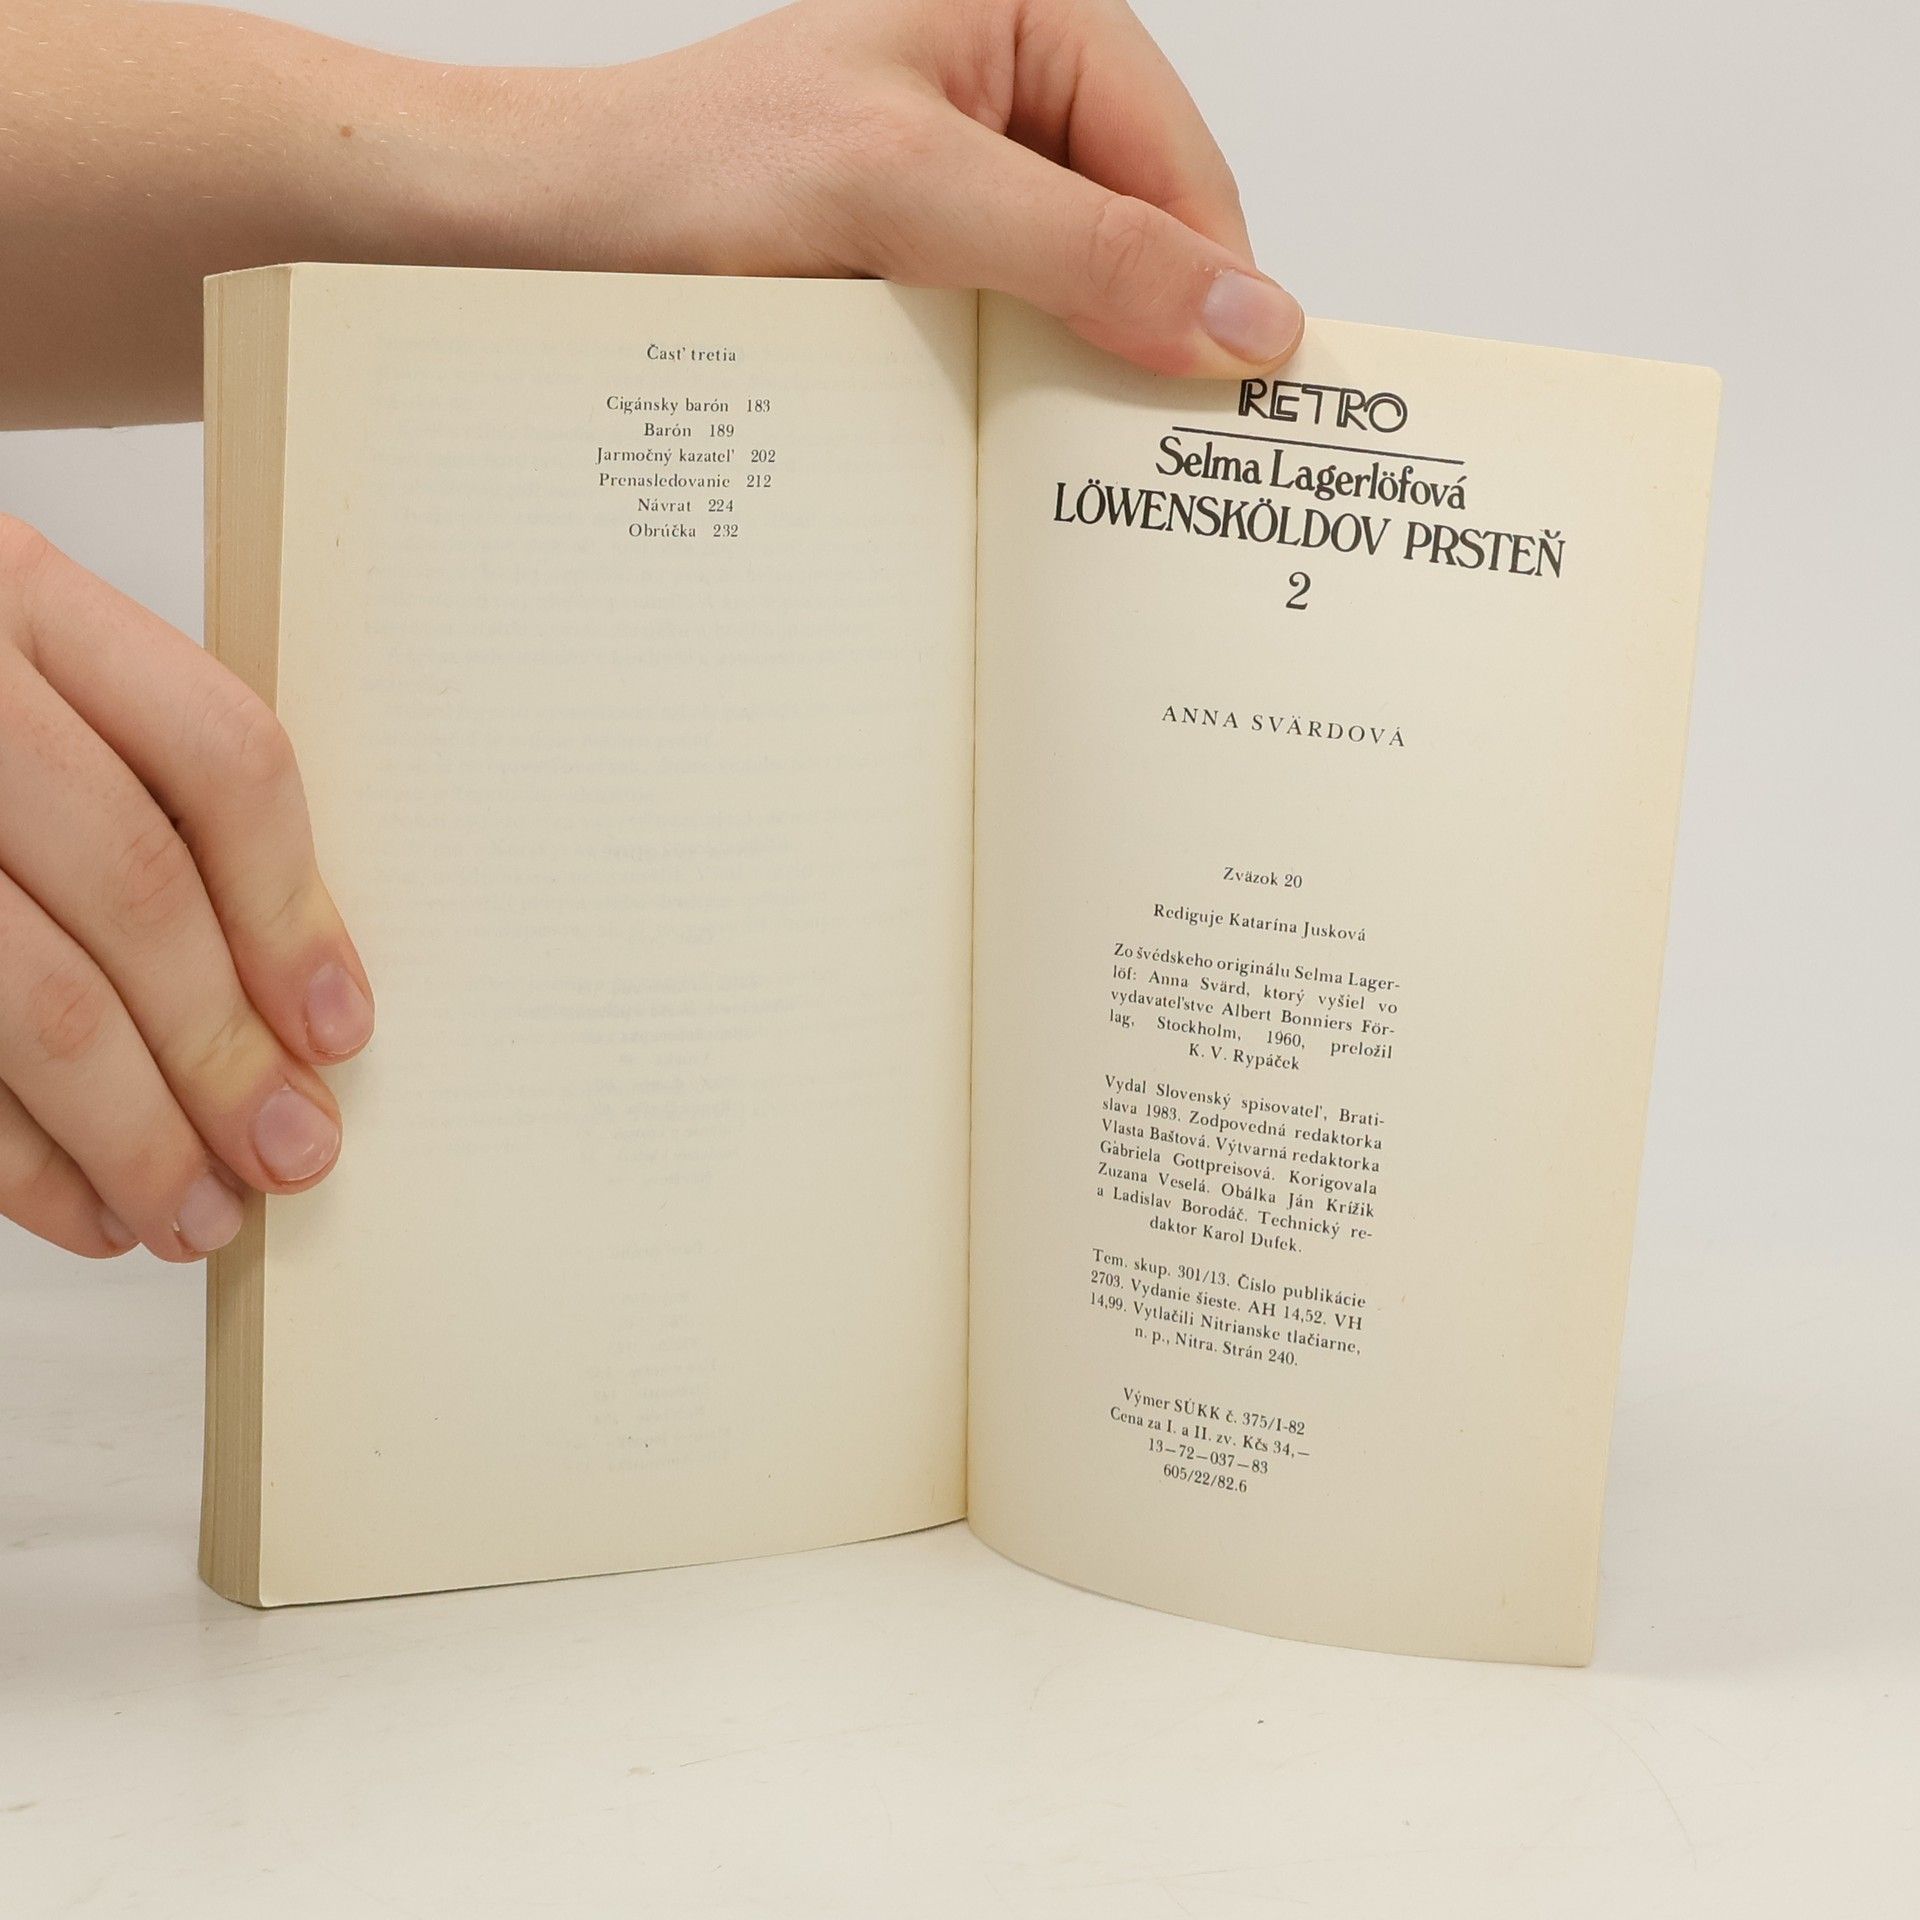 Časť tretia
Cigánsky barón 183
Barón 189
Jarmočný kazateľ 202
Prenasledovanie 212
Návrat 224
Obrúčka 232
RETRO
Selma Lagerlöfová
LÖWENSKÖLDOV PRSTEŇ
2
ANNA SVÄRDOVÁ
Zväzok 20
Rediguje Katarína Jusková
Zo švédskeho originálu Selma Lager-
löf: Anna Svärd, ktorý vyšiel vo
vydavateľstve Albert Bonniers För-
lag, Stockholm, 1960, preložil
K. V. Rypáček
Vydal Slovenský spisovateľ, Brati-
slava 1983. Zodpovedná redaktorka
Vlasta Baštová. Výtvarná redaktorka
Gabriela Gottpreisová. Korigovala
Zuzana Veselá. Obálka Ján Krížik
a Ladislav Borodáč. Technický re-
daktor Karol Dufek.
Tem. skup. 301/13. Číslo publikácie
2703. Vydanie šieste. AH 14,52. VH
14,99. Vytlačili Nitrianske tlačiarne,
n. p., Nitra. Strán 240.
Výmer SÚKK č. 375/I-82
Cena za I. a II. zv. Kčs 34,—
13—72—037—83
605/22/82.6